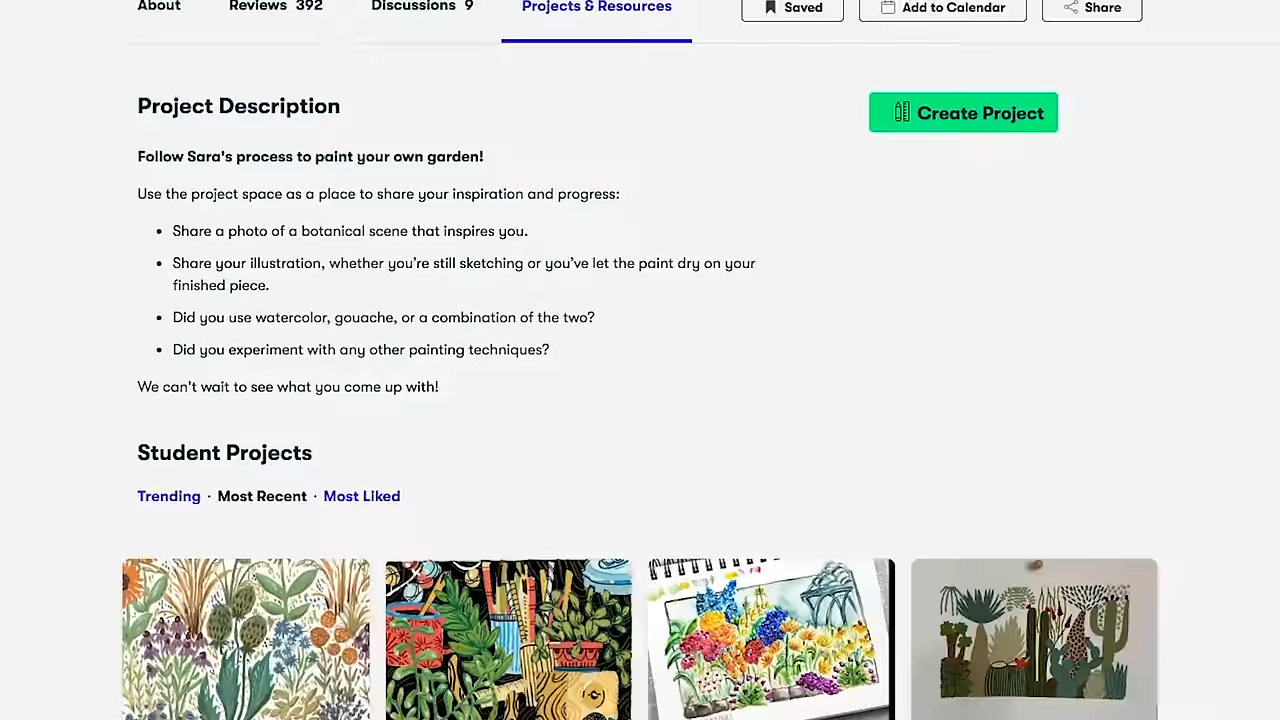 About Reviews 392 Discussions 9 Projects & Resources Saved Add to Calendar Share
Project Description
Create Project
Follow Sara's process to paint your own garden!
Use the project space as a place to share your inspiration and progress:
• Share a photo of a botanical scene that inspires you.
• Share your illustration, whether you’re still sketching or you’ve let the paint dry on your
finished piece.
• Did you use watercolor, gouache, or a combination of the two?
• Did you experiment with any other painting techniques?
We can't wait to see what you come up with!
Student Projects
Trending · Most Recent · Most Liked